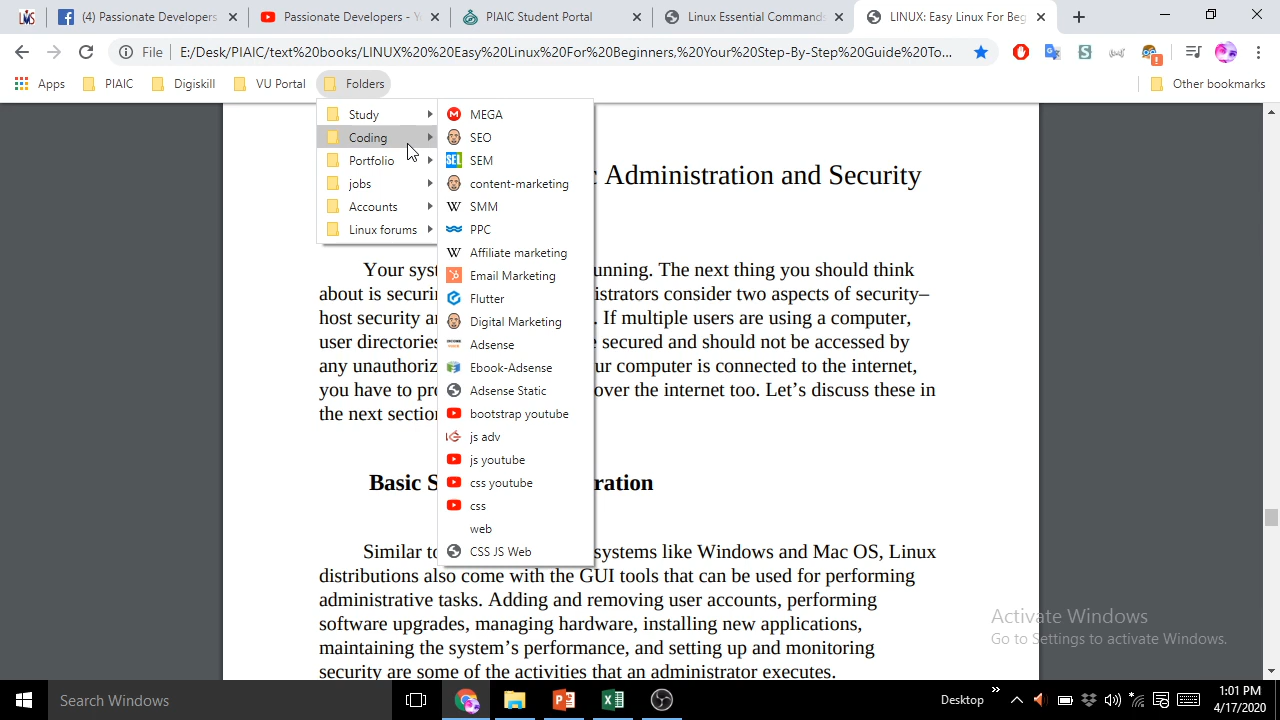 (4) Passionate Developers
Passionate Developers - Y
PIAIC Student Portal
Linux Essential Command
LINUX: Easy Linux For Beg
File
E:/Desk/PIAIC/text%20books/LINUX%20%20Easy%20Linux%20For%20Beginners,%20Your%20Step-By-Step%20Guide%20To...
Apps
PIAIC
Digiskill
VU Portal
Folders
Other bookmarks
Study
Coding
Portfolio
jobs
Accounts
Linux forums
MEGA
SEO
SEM
content-marketing
SMM
PPC
Affiliate marketing
Email Marketing
Flutter
Digital Marketing
Adsense
Ebook-Adsense
Adsense Static
bootstrap youtube
js adv
js youtube
css youtube
css
web
CSS JS Web
Administration and Security
Your unning. The next thing you should think
about is istrators consider two aspects of security–
host security . If multiple users are using a computer,
user directories secured and should not be accessed by
any computer is connected to the internet,
you have to over the internet too. Let's discuss these in
the next
Basic
Similar systems like Windows and Mac OS, Linux
distributions also come with the GUI tools that can be used for performing
administrative tasks. Adding and removing user accounts, performing
software upgrades, managing hardware, installing new applications,
maintaining the system's performance, and setting up and monitoring
security are some of the activities that an administrator executes.
Activate Windows
Go to Settings to activate Windows.
Search Windows
Desktop
1:01 PM
4/17/2020